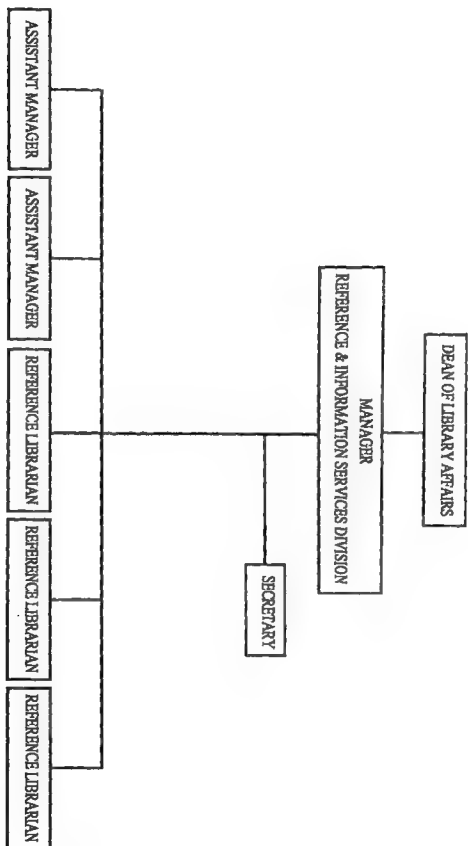 DEAN OF LIBRARY AFFAIRS
MANAGER
REFERENCE & INFORMATION SERVICES DIVISION
SECRETARY
ASSISTANT MANAGER
ASSISTANT MANAGER
REFERENCE LIBRARIAN
REFERENCE LIBRARIAN
REFERENCE LIBRARIAN